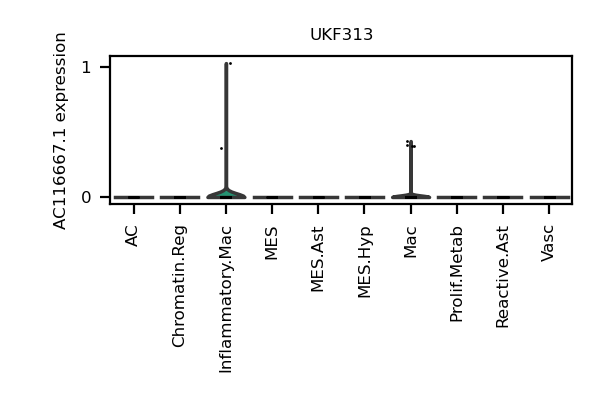 UKF313
AC116667.1 expression
1
0
AC
Chromatin.Reg
Inflammatory.Mac
MES
MES.Ast
MES.Hyp
Mac
Prolif.Metab
Reactive.Ast
Vasc